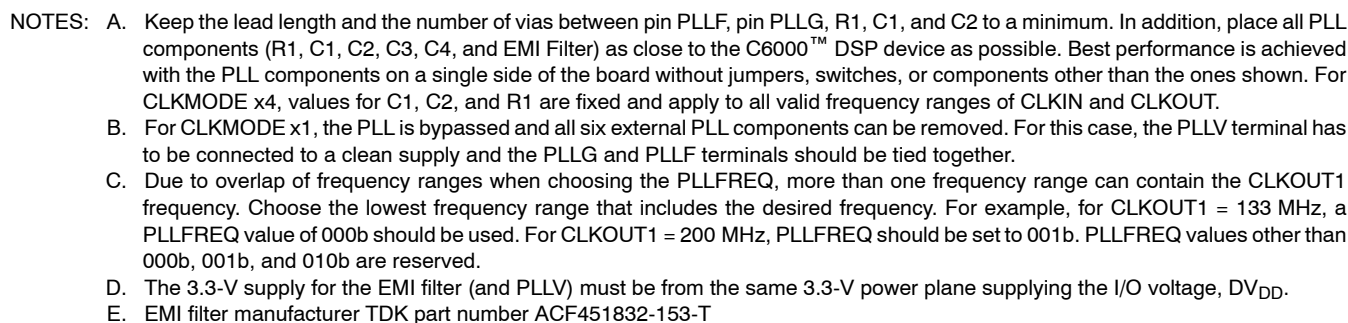 NOTES: A. Keep the lead length and the number of vias between pin PLLF, pin PLLG, R1, C1, and C2 to a minimum. In addition, place all PLL
components (R1, C1, C2, C3, C4, and EMI Filter) as close to the C6000™ DSP device as possible. Best performance is achieved
with the PLL components on a single side of the board without jumpers, switches, or components other than the ones shown. For
CLKMODE x4, values for C1, C2, and R1 are fixed and apply to all valid frequency ranges of CLKIN and CLKOUT.
B. For CLKMODE x1, the PLL is bypassed and all six external PLL components can be removed. For this case, the PLLV terminal has
to be connected to a clean supply and the PLLG and PLLF terminals should be tied together.
C. Due to overlap of frequency ranges when choosing the PLLFREQ, more than one frequency range can contain the CLKOUT1
frequency. Choose the lowest frequency range that includes the desired frequency. For example, for CLKOUT1 = 133 MHz, a
PLLFREQ value of 000b should be used. For CLKOUT1 = 200 MHz, PLLFREQ should be set to 001b. PLLFREQ values other than
000b, 001b, and 010b are reserved.
D. The 3.3-V supply for the EMI filter (and PLLV) must be from the same 3.3-V power plane supplying the I/O voltage, DVDD.
E. EMI filter manufacturer TDK part number ACF451832-153-T